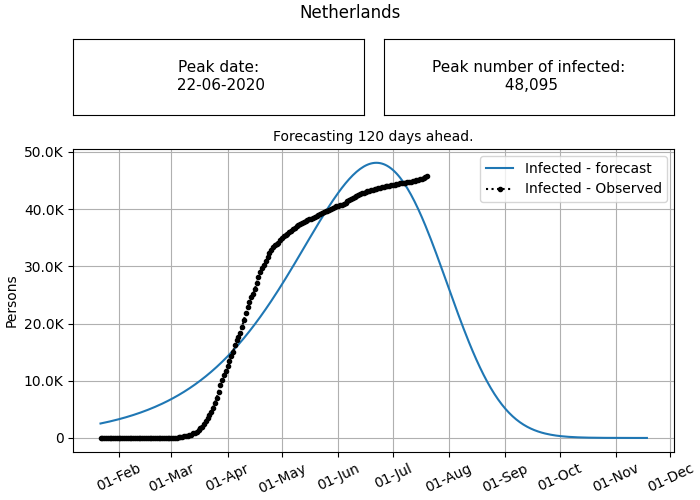 Netherlands
Peak date:
22-06-2020
Peak number of infected:
48,095
Forecasting 120 days ahead.
50.0K
40.0K
30.0K
20.0K
10.0K
0
Persons
Infected - forecast
Infected - Observed
01-Feb
01-Mar
01-Apr
01-May
01-Jun
01-Jul
01-Aug
01-Sep
01-Oct
01-Nov
01-Dec